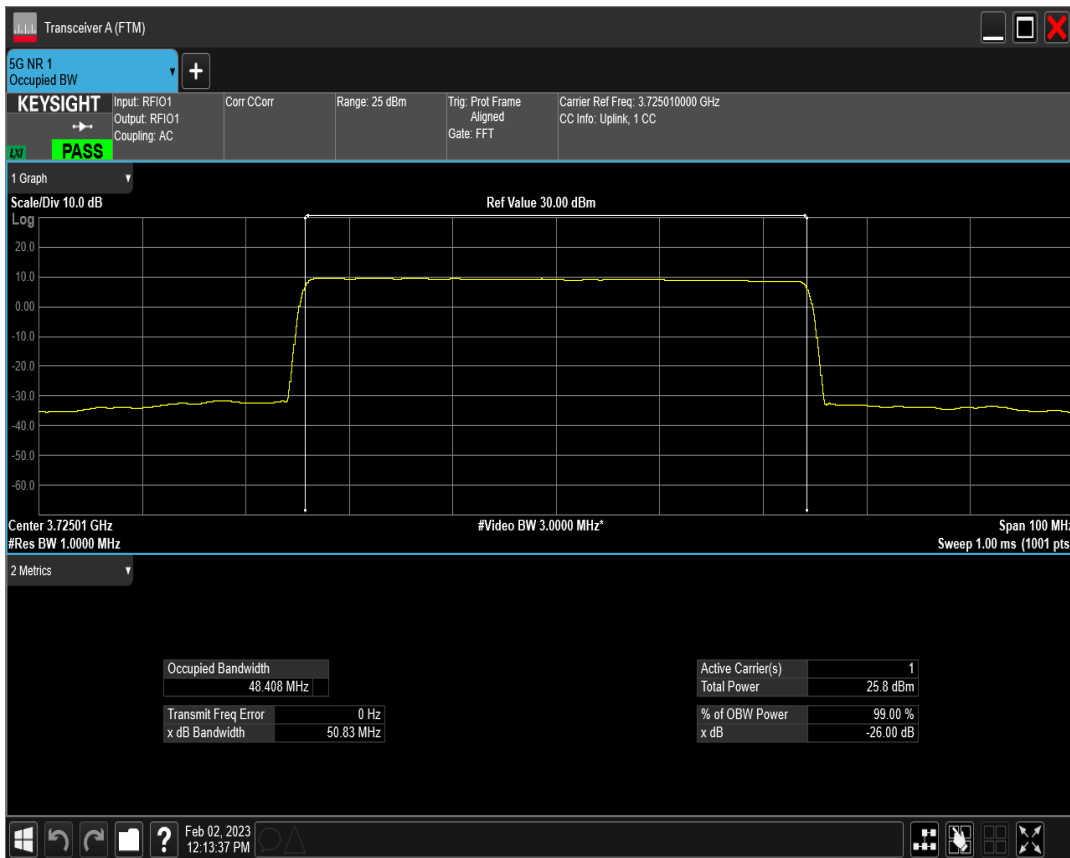 Transceiver A (FTM)
5G NR 1
Occupied BW
+
KEYSIGHT
LXI
PASS
Input: RFIO1
Output: RFIO1
Coupling: AC
Corr CCorr
Range: 25 dBm
Trig: Prot Frame
Aligned
Gate: FFT
Carrier Ref Freq: 3.725010000 GHz
CC Info: Uplink, 1 CC
1 Graph
Scale/Div 10.0 dB
Ref Value 30.00 dBm
Log
20.0
10.0
0.00
-10.0
-20.0
-30.0
-40.0
-50.0
-60.0
Center 3.72501 GHz
#Video BW 3.0000 MHz*
Span 100 MHz
#Res BW 1.0000 MHz
Sweep 1.00 ms (1001 pts
2 Metrics
Occupied Bandwidth
48.408 MHz
Transmit Freq Error 0 Hz
x dB Bandwidth 50.83 MHz
Active Carrier(s) 1
Total Power 25.8 dBm
% of OBW Power 99.00 %
x dB -26.00 dB
?
Feb 02, 2023
12:13:37 PM